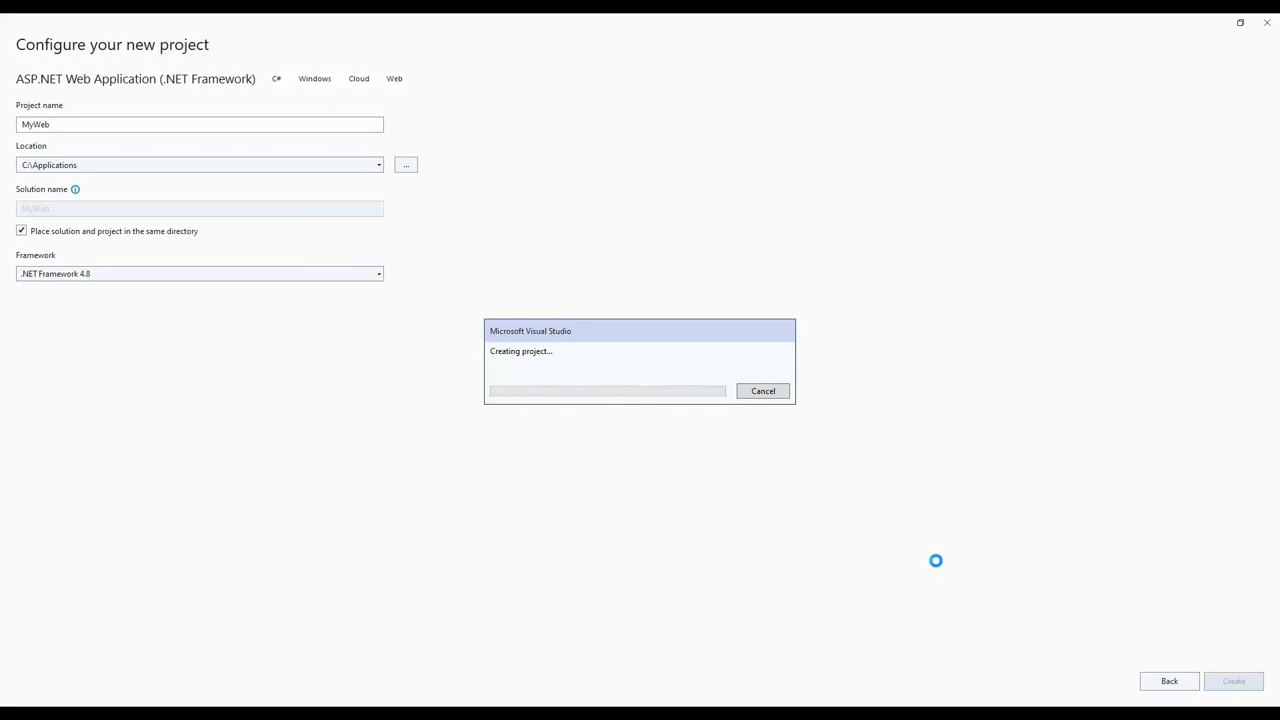 Configure your new project
ASP.NET Web Application (.NET Framework) C# Windows Cloud Web
Project name
MyWeb
Location
C:\Applications
...
Solution name
MyWeb
Place solution and project in the same directory
Framework
.NET Framework 4.8
Microsoft Visual Studio
Creating project...
Cancel
Back
Create